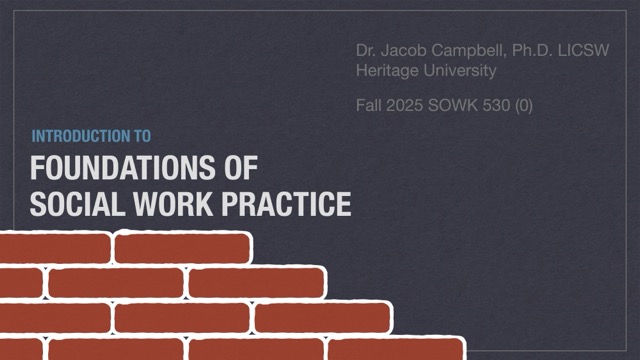 Dr. Jacob Campbell, Ph.D. LICSW
Heritage University
Fall 2025 SOWK 530 (0)
INTRODUCTION TO
FOUNDATIONS OF
SOCIAL WORK PRACTICE